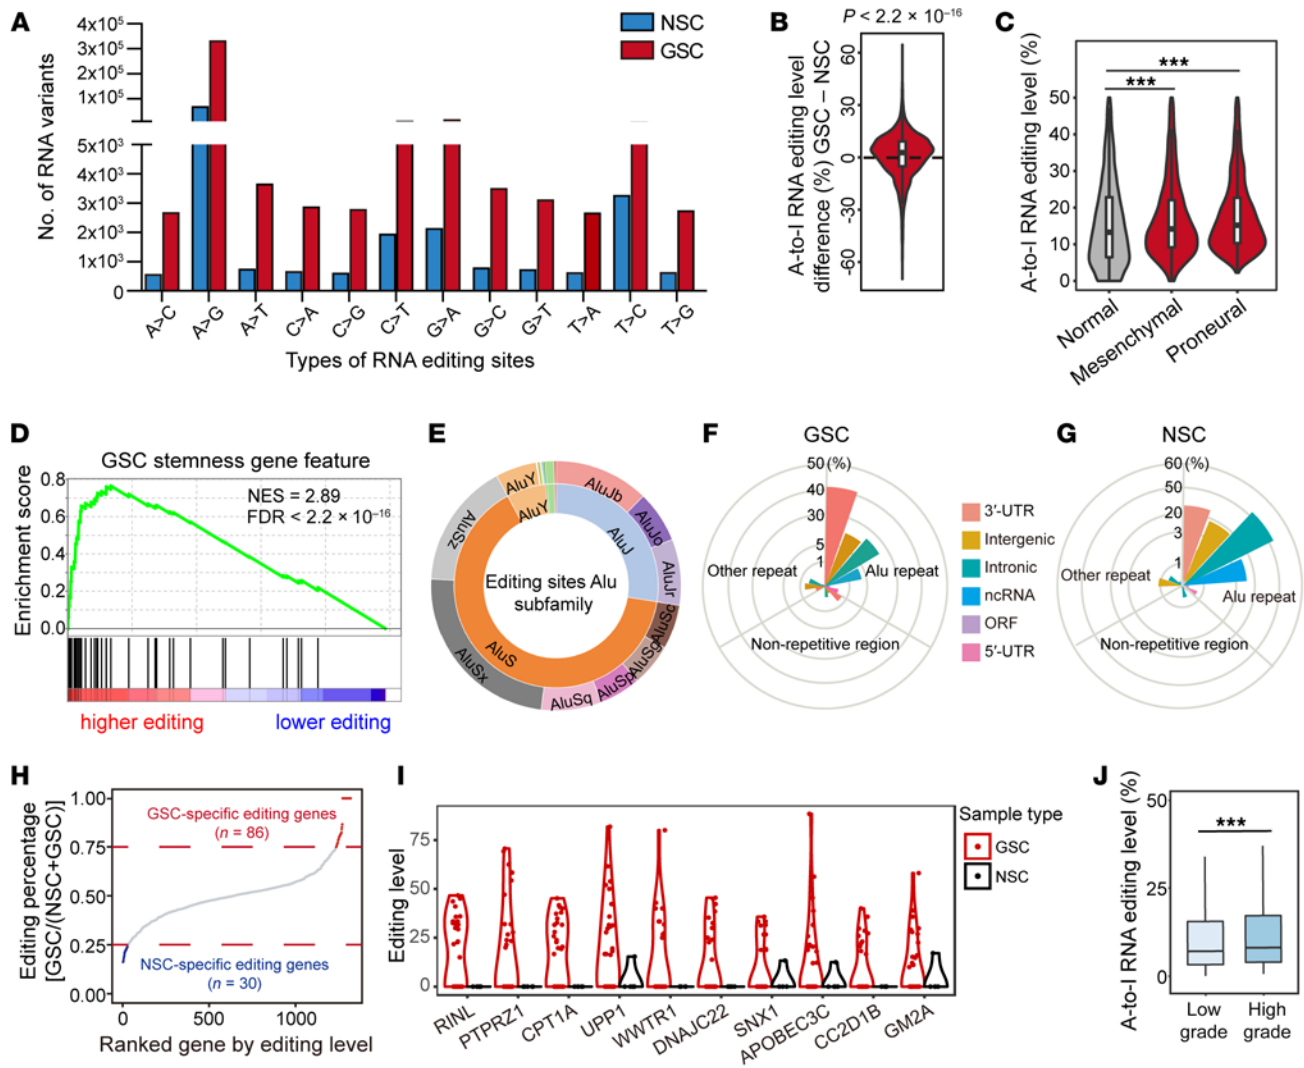 A
No. of RNA variants
4x10⁵
3x10⁵
2x10⁵
1x10⁵
5x10³
4x10³
3x10³
2x10³
1x10³
0
NSC
GSC
A>C
A>G
A>T
C>A
C>G
C>T
G>A
G>C
G>T
T>A
T>C
T>G
Types of RNA editing sites
B
P < 2.2 × 10⁻¹⁶
A-to-I RNA editing level
difference (%) GSC – NSC
60
30
0
-30
-60
C
A-to-I RNA editing level (%)
50
40
30
20
10
0
***
***
Normal
Mesenchymal
Proneural
D
GSC stemness gene feature
Enrichment score
0.8
0.6
0.4
0.2
0.0
NES = 2.89
FDR < 2.2 × 10⁻¹⁶
higher editing
lower editing
E
AluY
AluJb
AluJo
AluJr
AluSc
AluSg
AluSp
AluSq
AluSx
AluSz
AluY
AluJ
AluS
Editing sites Alu
subfamily
F
GSC
50 (%)
40
30
5
1
Other repeat
Alu repeat
Non-repetitive region
3′-UTR
Intergenic
Intronic
ncRNA
ORF
5′-UTR
G
NSC
60 (%)
50
20
3
1
Other repeat
Alu repeat
Non-repetitive region
H
Editing percentage
[GSC/(NSC+GSC)]
1.00
0.75
0.50
0.25
0.00
GSC-specific editing genes
(n = 86)
NSC-specific editing genes
(n = 30)
0
500
1000
Ranked gene by editing level
I
Editing level
75
50
25
0
RINL
PTPRZ1
CPT1A
UPP1
WWTR1
DNAJC22
SNX1
APOBEC3C
CC2D1B
GM2A
Sample type
GSC
NSC
J
A-to-I RNA editing level (%)
50
25
0
***
Low
grade
High
grade